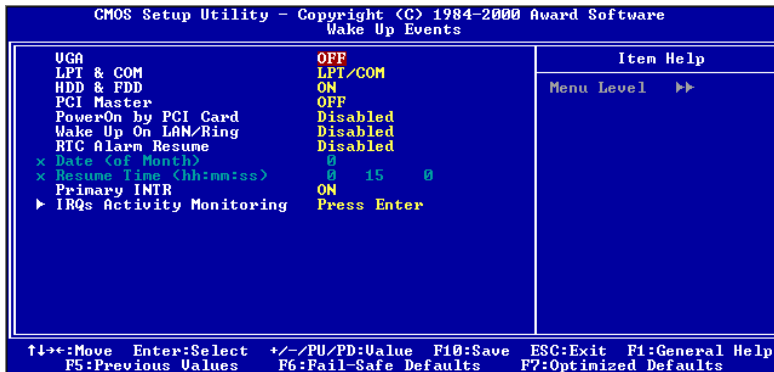 CMOS Setup Utility - Copyright (C) 1984-2000 Award Software
Wake Up Events
VGA OFF
LPT & COM LPT/COM
HDD & FDD ON
PCI Master OFF
PowerOn by PCI Card Disabled
Wake Up On LAN/Ring Disabled
RTC Alarm Resume Disabled
x Date (of Month) 0
x Resume Time (hh:mm:ss) 0 15 0
Primary INTR ON
▶ IRQs Activity Monitoring Press Enter
Item Help
Menu Level ▶▶
↑↓→←:Move Enter:Select +/-/PU/PD:Value F10:Save ESC:Exit F1:General Help
F5:Previous Values F6:Fail-Safe Defaults F7:Optimized Defaults